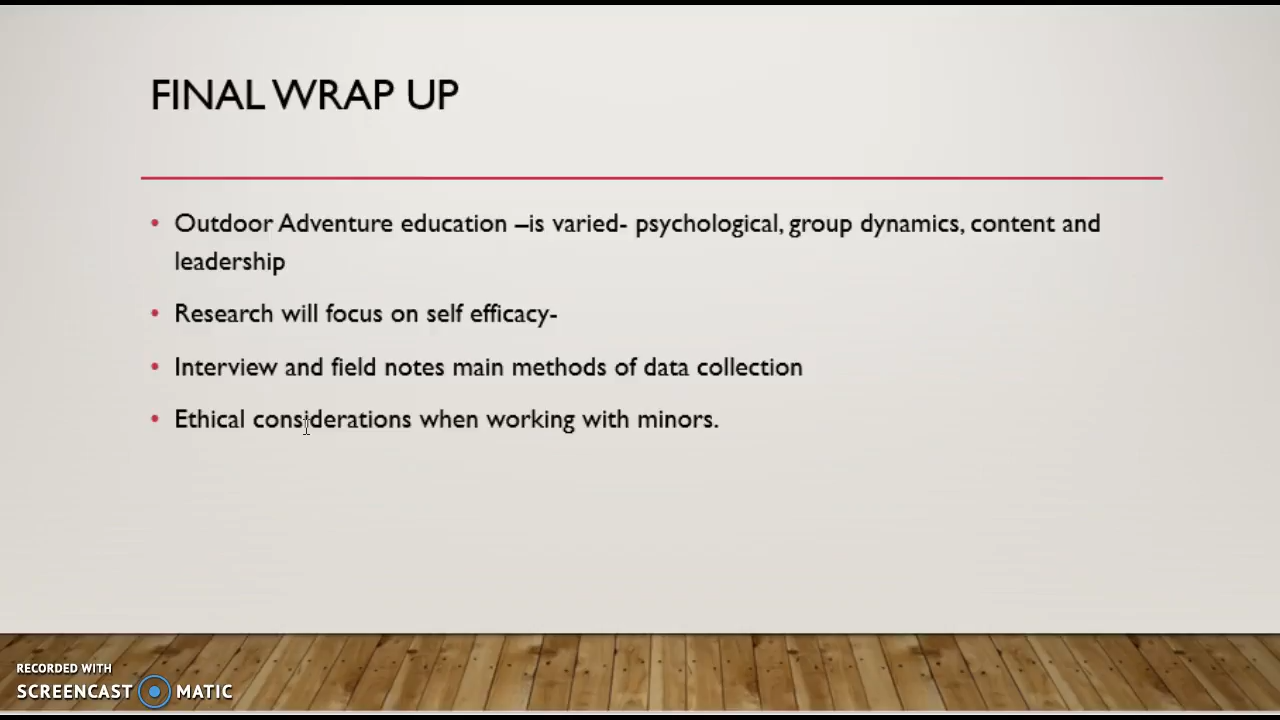 FINAL WRAP UP
• Outdoor Adventure education –is varied- psychological, group dynamics, content and
leadership
• Research will focus on self efficacy-
• Interview and field notes main methods of data collection
• Ethical considerations when working with minors.
RECORDED WITH
SCREENCAST MATIC